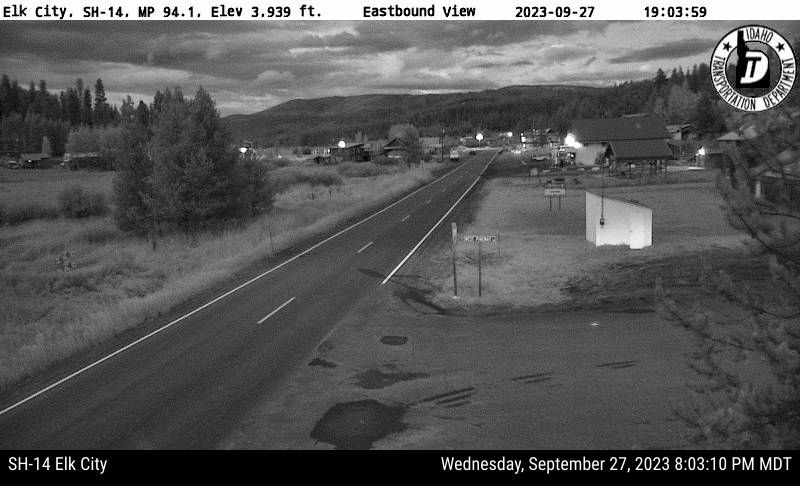 Elk City, SH-14, MP 94.1, Elev 3,939 ft. Eastbound View 2023-09-27 19:03:59
IDAHO
TRANSPORTATION DEPARTMENT
SH-14 Elk City Wednesday, September 27, 2023 8:03:10 PM MDT